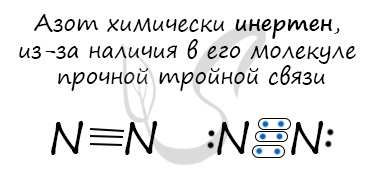 Азот химически инертен,
из-за наличия в его молекуле
прочной тройной связи
N≡N :N≡N: